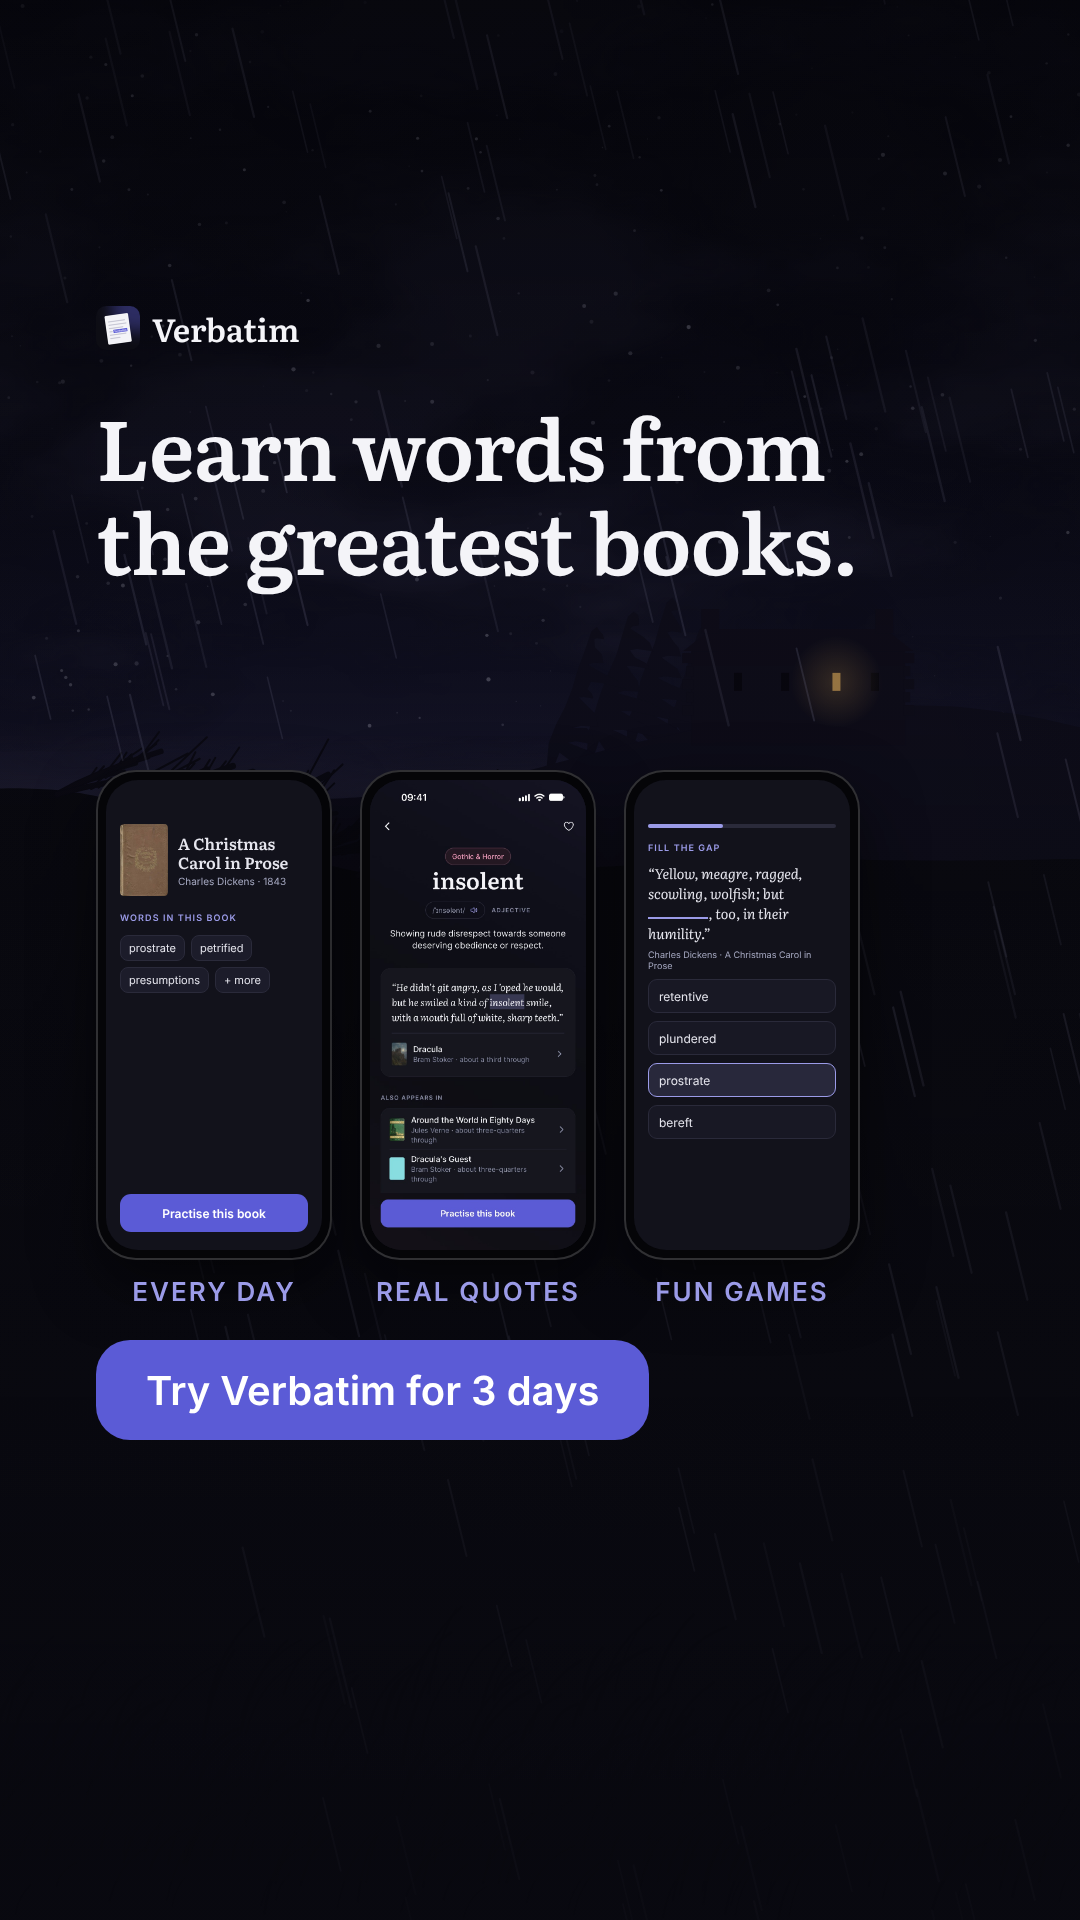 Verbatim
Learn words from
the greatest books.
A Christmas
Carol in Prose
Charles Dickens · 1843
WORDS IN THIS BOOK
prostrate
petrified
presumptions
+ more
Practise this book
EVERY DAY
09:41
Gothic & Horror
insolent
/ˈɪnsələnt/
ADJECTIVE
Showing rude disrespect towards someone
deserving obedience or respect.
“He didn't git angry, as I 'oped he would,
but he smiled a kind of insolent smile,
with a mouth full of white, sharp teeth.”
Dracula
Bram Stoker · about a third through
ALSO APPEARS IN
Around the World in Eighty Days
Jules Verne · about three-quarters
through
Dracula's Guest
Bram Stoker · about three-quarters
through
Practise this book
REAL QUOTES
FILL THE GAP
“Yellow, meagre, ragged,
scowling, wolfish; but
________, too, in their
humility.”
Charles Dickens · A Christmas Carol in
Prose
retentive
plundered
prostrate
bereft
FUN GAMES
Try Verbatim for 3 days